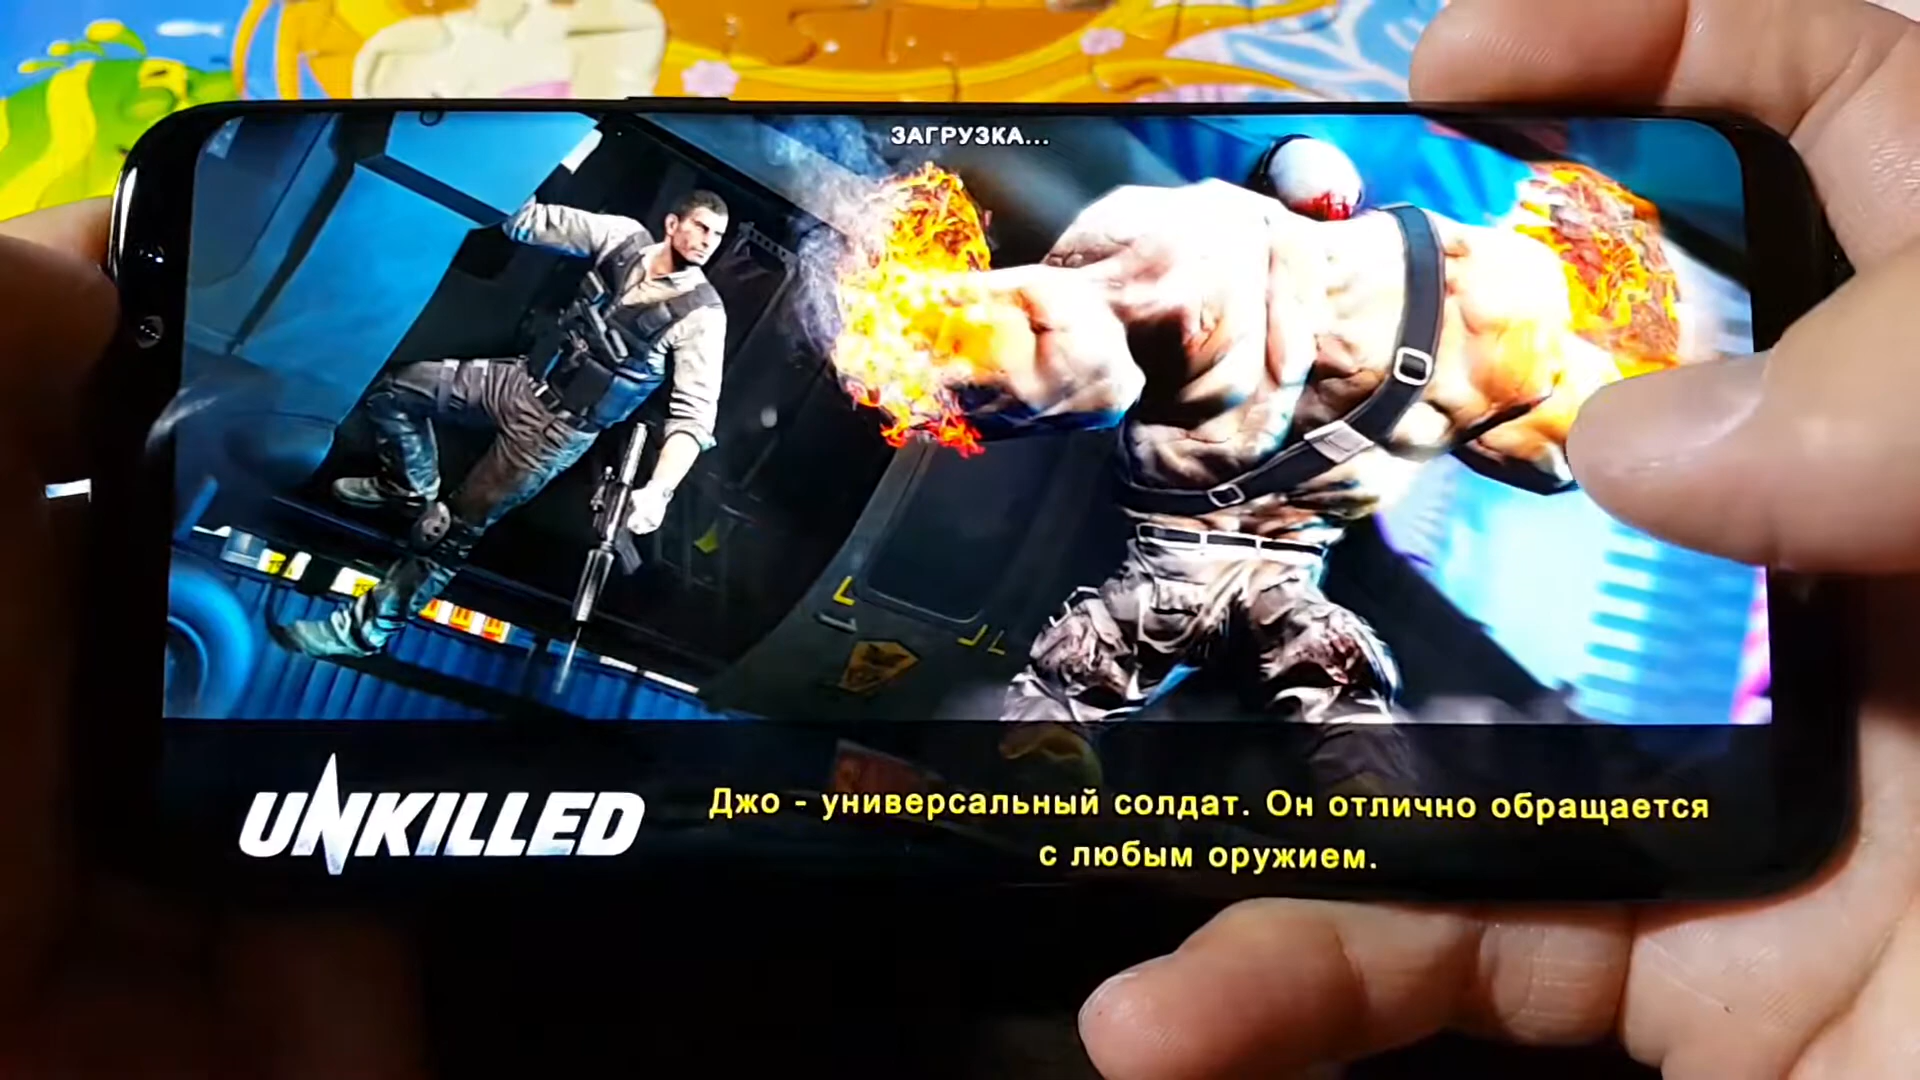 ЗАГРУЗКА...
UNKILLED
Джо - универсальный солдат. Он отлично обращается
с любым оружием.